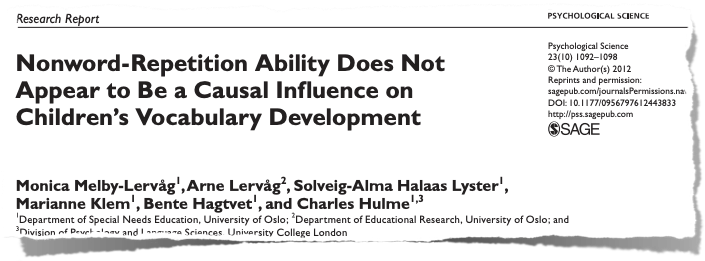 Research Report
PSYCHOLOGICAL SCIENCE
Nonword-Repetition Ability Does Not
Appear to Be a Causal Influence on
Children's Vocabulary Development
Psychological Science
23(10) 1092–1098
© The Author(s) 2012
Reprints and permission:
sagepub.com/journalsPermissions.na
DOI: 10.1177/0956797612443833
http://pss.sagepub.com
SAGE
Monica Melby-Lervåg¹, Arne Lervåg², Solveig-Alma Halaas Lyster¹,
Marianne Klem¹, Bente Hagtvet¹, and Charles Hulme¹,³
¹Department of Special Needs Education, University of Oslo; ²Department of Educational Research, University of Oslo; and
³Division of Psychology and Language Sciences, University College London